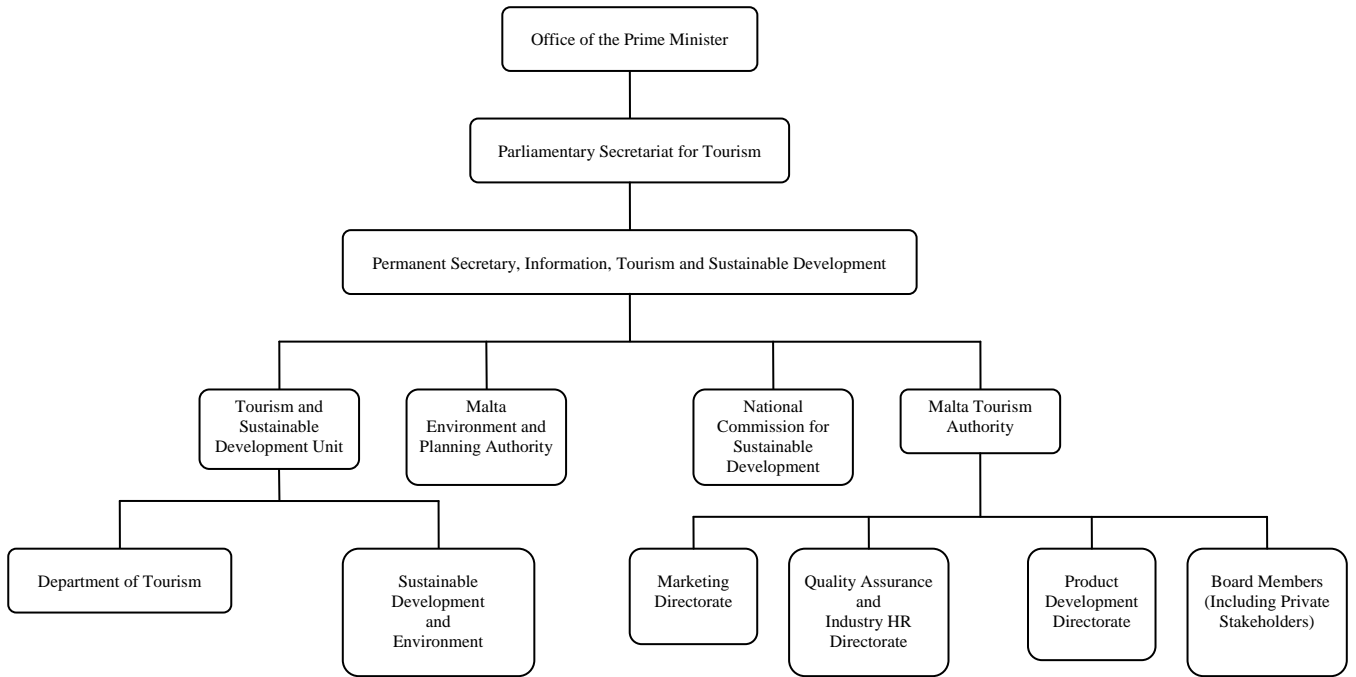 Office of the Prime Minister
Parliamentary Secretariat for Tourism
Permanent Secretary, Information, Tourism and Sustainable Development
Tourism and
Sustainable
Development Unit
Malta
Environment and
Planning Authority
National
Commission for
Sustainable
Development
Malta Tourism
Authority
Department of Tourism
Sustainable
Development
and
Environment
Marketing
Directorate
Quality Assurance
and
Industry HR
Directorate
Product
Development
Directorate
Board Members
(Including Private
Stakeholders)